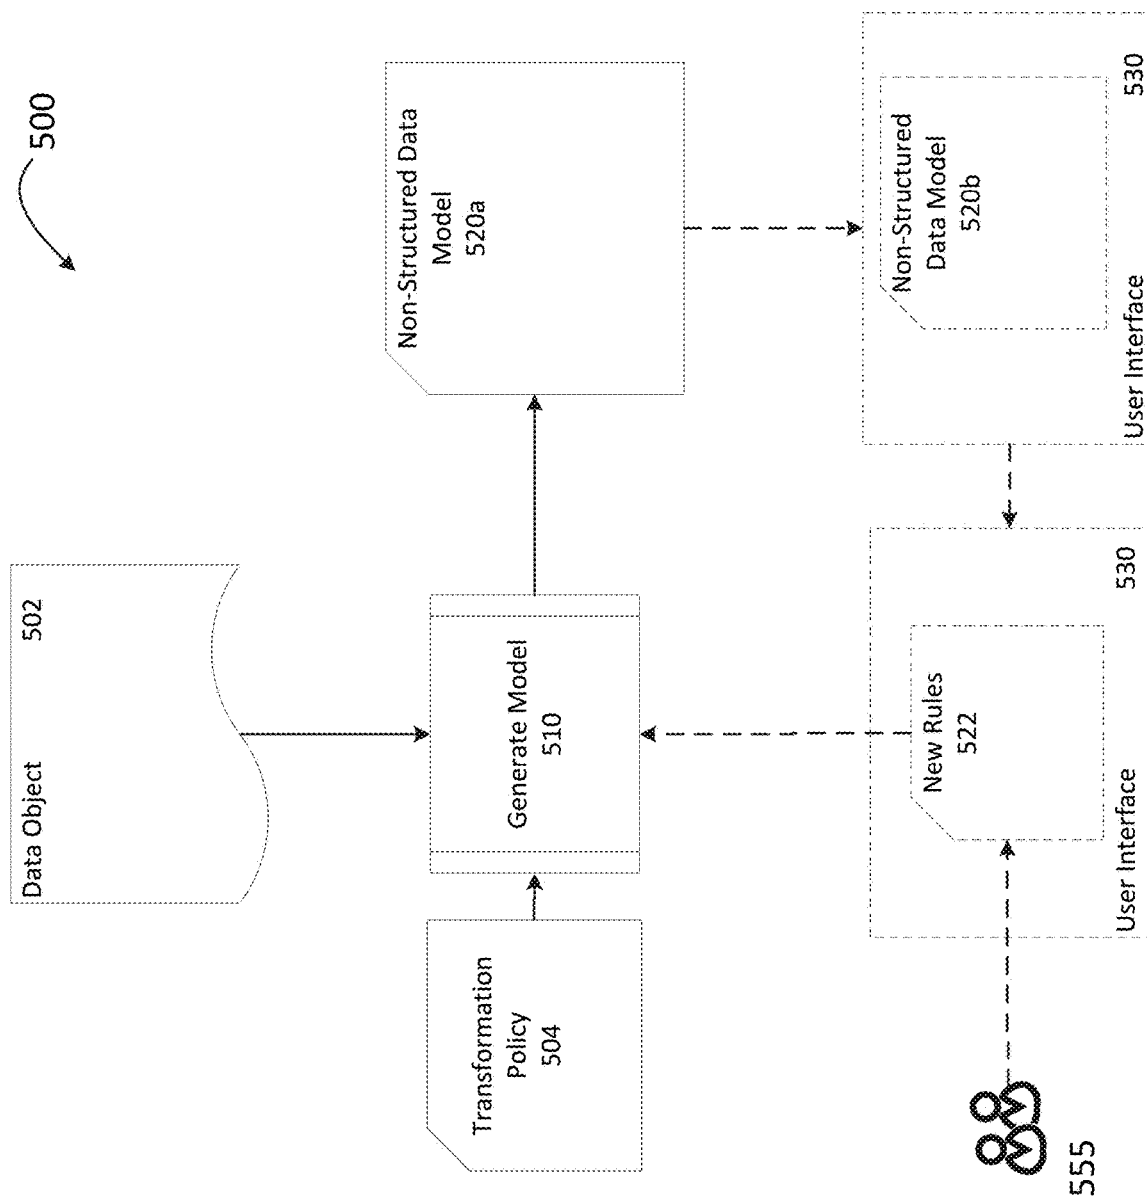 500
Data Object
502
Transformation
Policy
504
Generate Model
510
Non-Structured Data
Model
520a
555
New Rules
522
User Interface
530
Non-Structured
Data Model
520b
User Interface
530